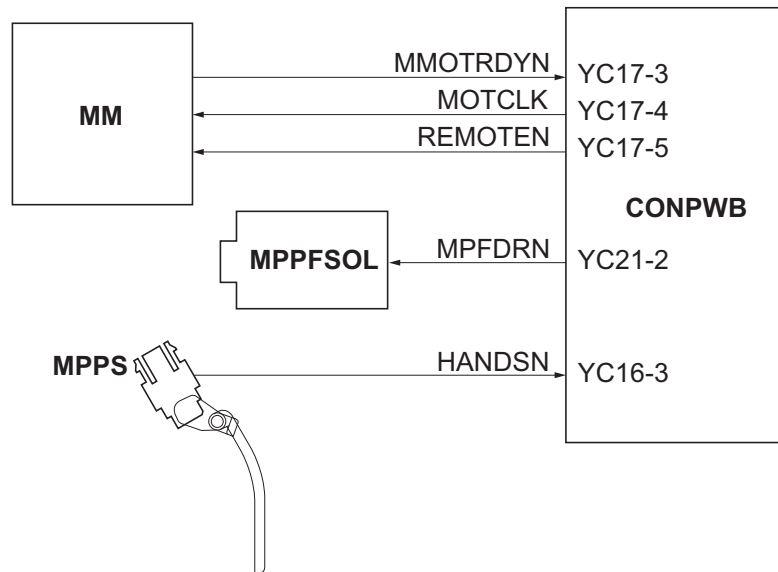 MM
MMOTRDYN YC17-3
MOTCLK YC17-4
REMOTEN YC17-5
CONPWB
MPPFSOL MPFDRN YC21-2
MPPS HANDSN YC16-3